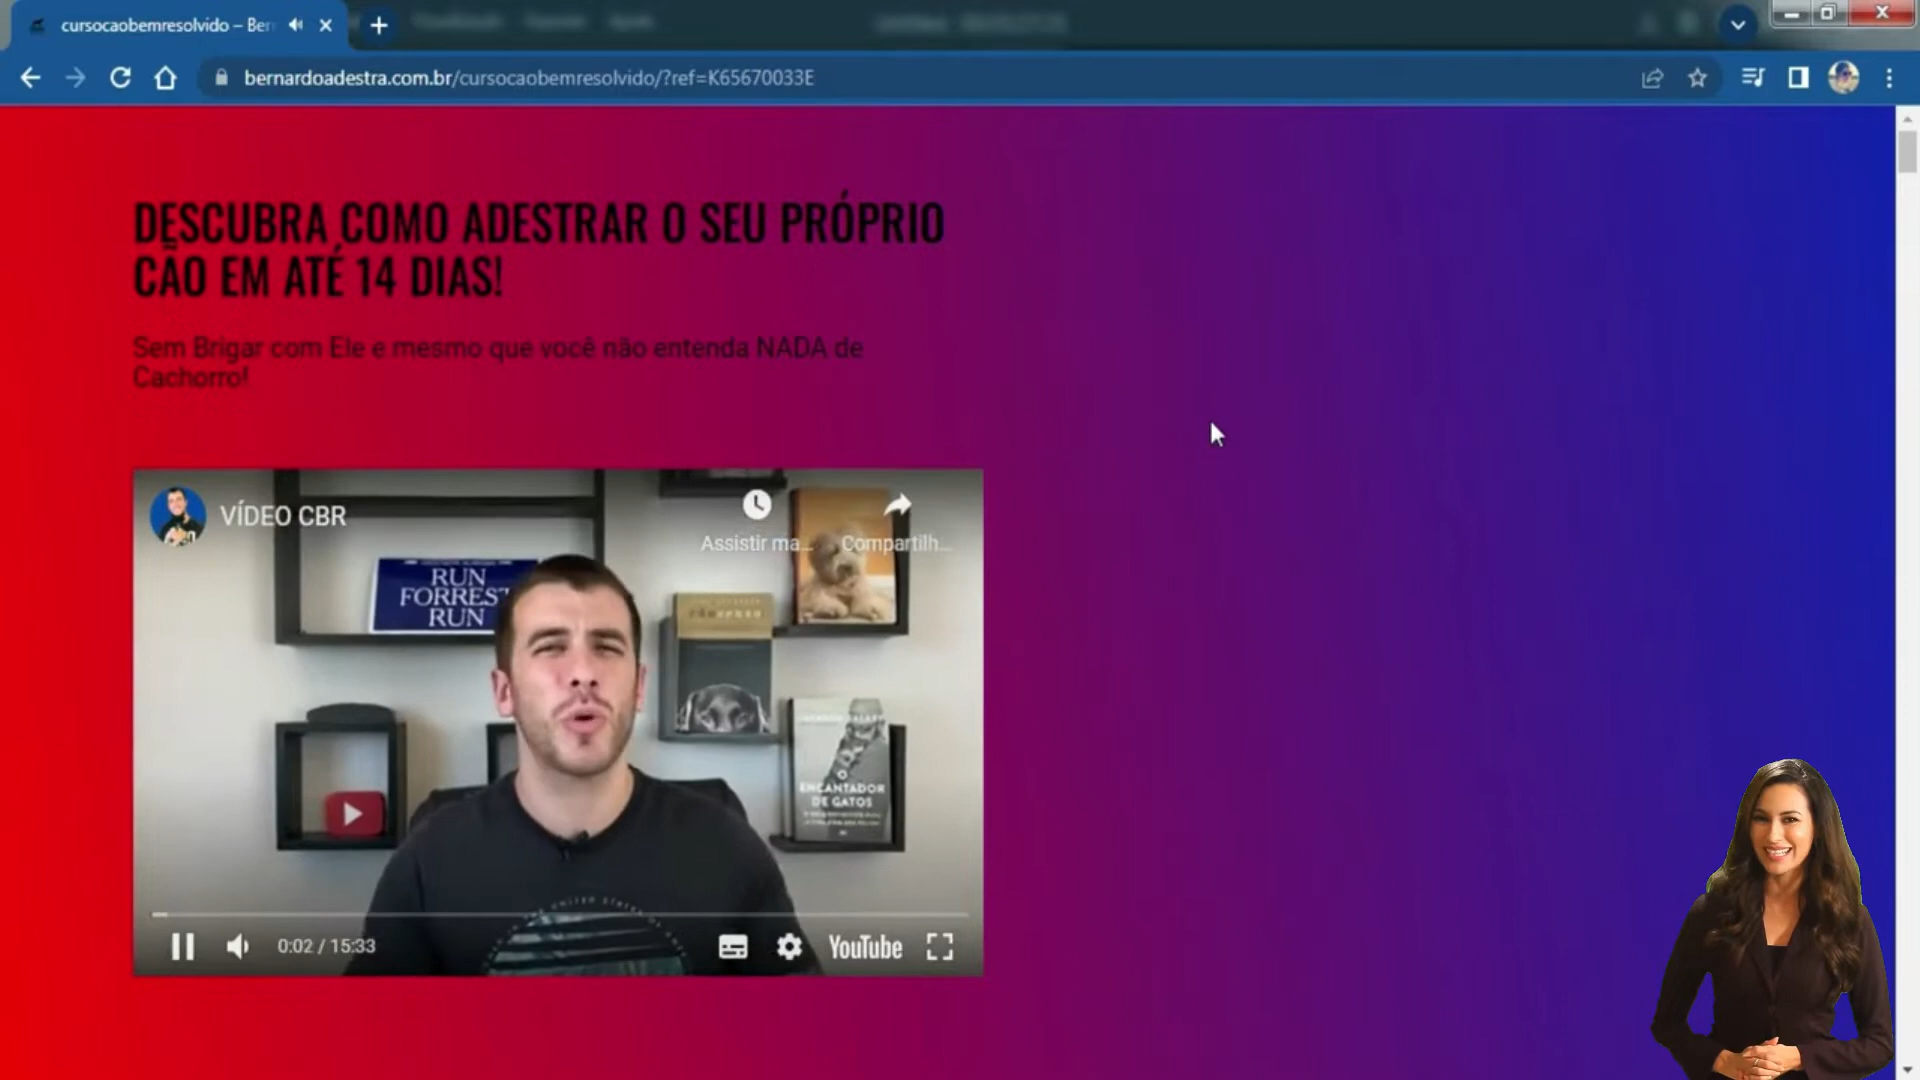 cursocaobemresolvido – Ber
bernardoadestra.com.br/cursocaobemresolvido/?ref=K65670033E
DESCUBRA COMO ADESTRAR O SEU PRÓPRIO
CÃO EM ATÉ 14 DIAS!
Sem Brigar com Ele e mesmo que você não entenda NADA de
Cachorro!
VÍDEO CBR
Assistir ma...
Compartilh...
RUN
FORREST
RUN
O
ENCANTADOR
DE GATOS
0:02 / 15:33
YouTube